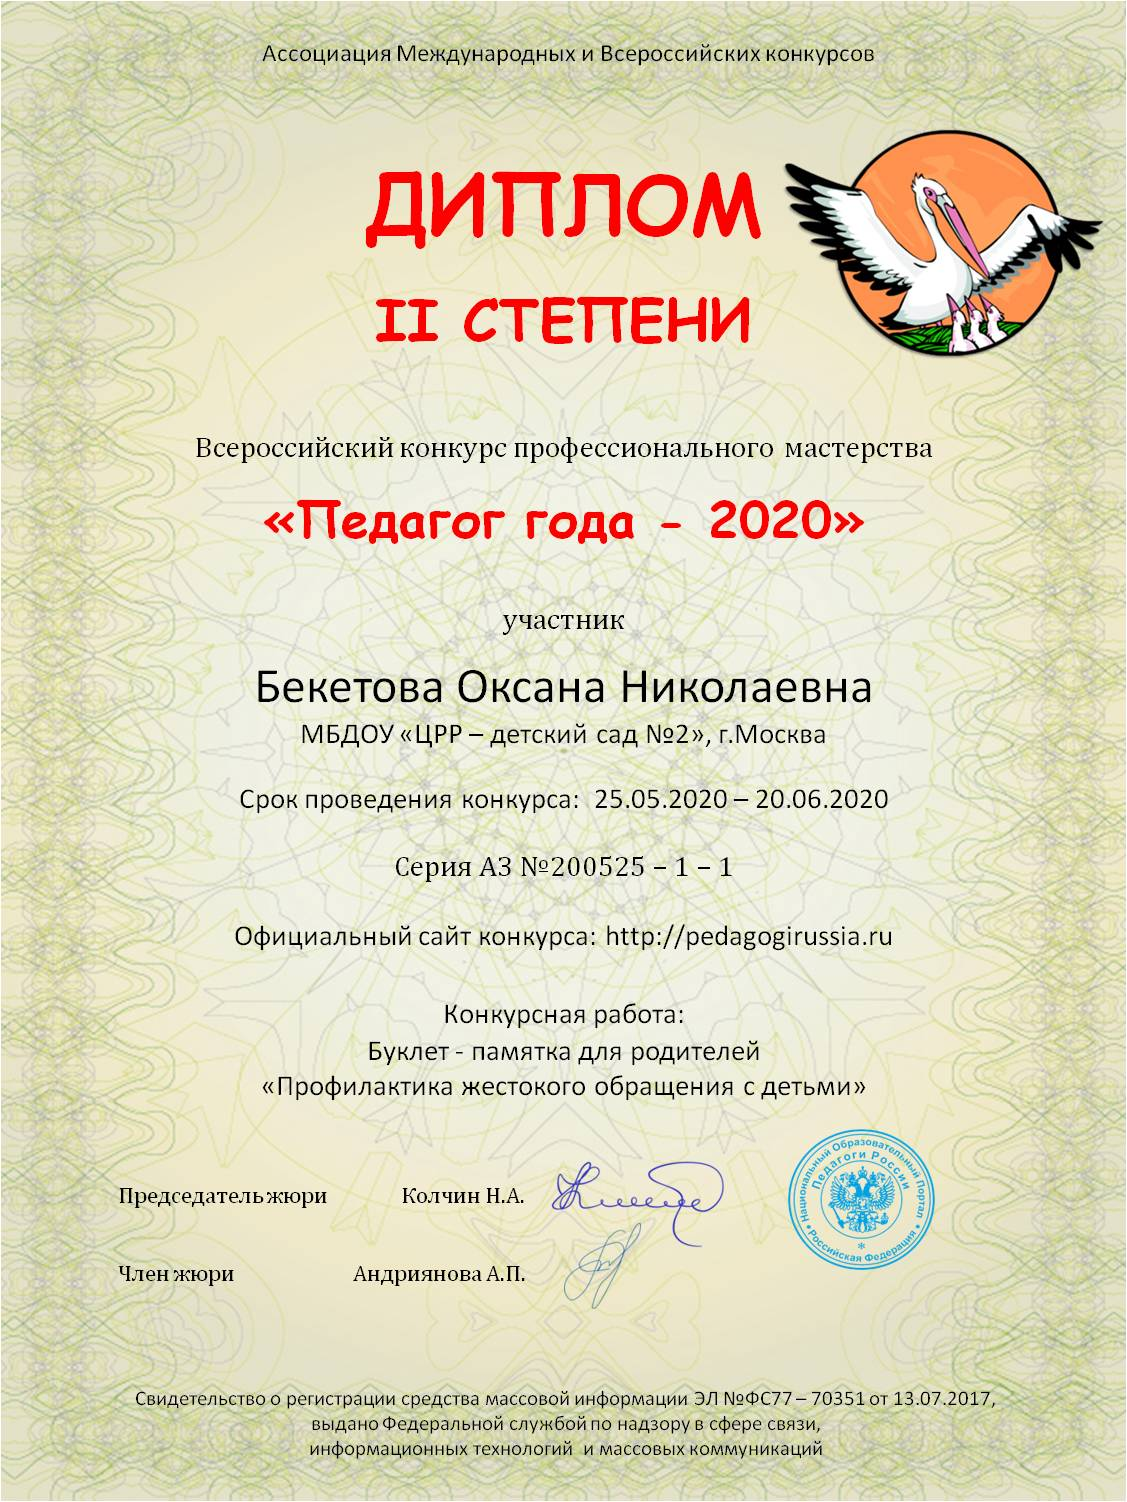 Ассоциация Международных и Всероссийских конкурсов
ДИПЛОМ
II СТЕПЕНИ
Всероссийский конкурс профессионального мастерства
«Педагог года - 2020»
участник
Бекетова Оксана Николаевна
МБДОУ «ЦРР – детский сад №2», г.Москва
Срок проведения конкурса: 25.05.2020 – 20.06.2020
Серия АЗ №200525 – 1 – 1
Официальный сайт конкурса: http://pedagogirussia.ru
Конкурсная работа:
Буклет - памятка для родителей
«Профилактика жестокого обращения с детьми»
Национальный Образовательный Портал
Педагоги России
* Российская Федерация *
Председатель жюри Колчин Н.А.
Член жюри Андриянова А.П.
Свидетельство о регистрации средства массовой информации ЭЛ №ФС77 – 70351 от 13.07.2017,
выдано Федеральной службой по надзору в сфере связи,
информационных технологий и массовых коммуникаций